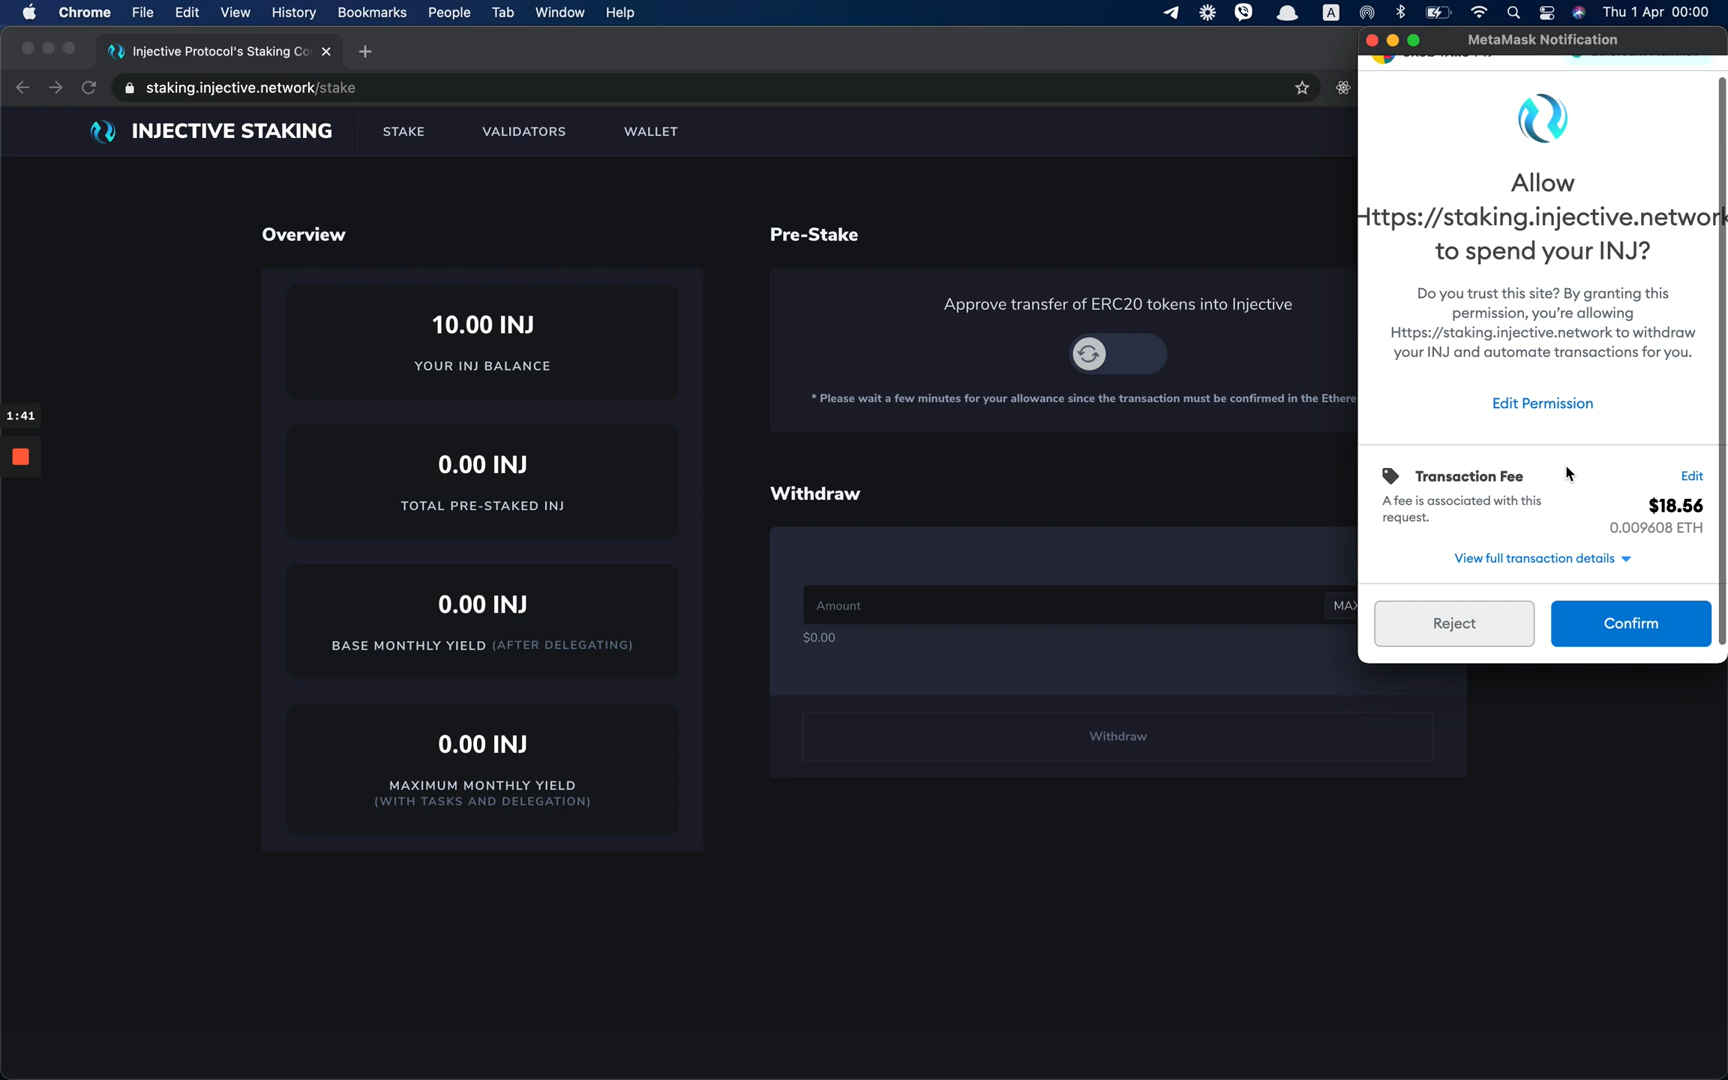 Chrome File Edit View History Bookmarks People Tab Window Help
A
Thu 1 Apr 00:00
Injective Protocol's Staking Co
staking.injective.network/stake
INJECTIVE STAKING
STAKE
VALIDATORS
WALLET
Overview
10.00 INJ
YOUR INJ BALANCE
0.00 INJ
TOTAL PRE-STAKED INJ
0.00 INJ
BASE MONTHLY YIELD (AFTER DELEGATING)
0.00 INJ
MAXIMUM MONTHLY YIELD
(WITH TASKS AND DELEGATION)
1:41
Pre-Stake
Approve transfer of ERC20 tokens into Injective
* Please wait a few minutes for your allowance since the transaction must be confirmed in the Ethere
Withdraw
Amount
MAX
$0.00
Withdraw
MetaMask Notification
Allow
Https://staking.injective.network
to spend your INJ?
Do you trust this site? By granting this
permission, you're allowing
Https://staking.injective.network to withdraw
your INJ and automate transactions for you.
Edit Permission
Transaction Fee
Edit
A fee is associated with this
request.
$18.56
0.009608 ETH
View full transaction details
Reject
Confirm